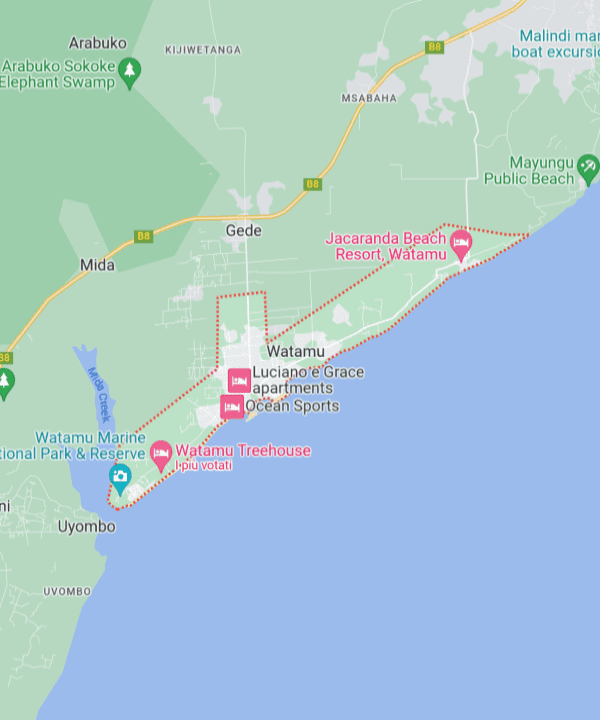 B8
Malindi mar
boat excursio
Arabuko
KIJIWETANGA
Arabuko Sokoke
Elephant Swamp
MSABAHA
Mayungu
Public Beach
B8
Gede
B8
Jacaranda Beach
Resort, Watamu
Mida
Watamu
B8
Luciano e Grace
apartments
Mida Creek
Ocean Sports
Watamu Marine
tional Park & Reserve
Watamu Treehouse
I più votati
ni
Uyombo
UVOMBO